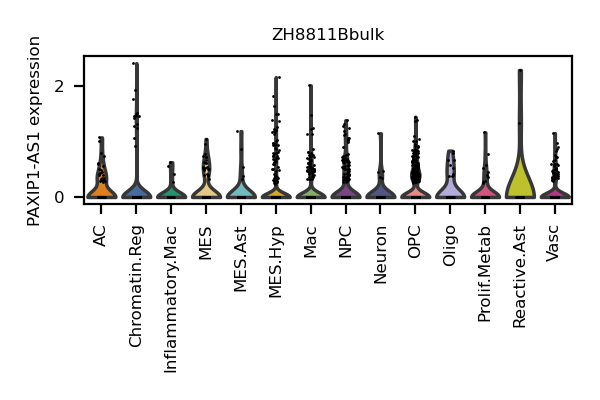 ZH8811Bbulk
PAXIP1-AS1 expression
2
0
AC
Chromatin.Reg
Inflammatory.Mac
MES
MES.Ast
MES.Hyp
Mac
NPC
Neuron
OPC
Oligo
Prolif.Metab
Reactive.Ast
Vasc